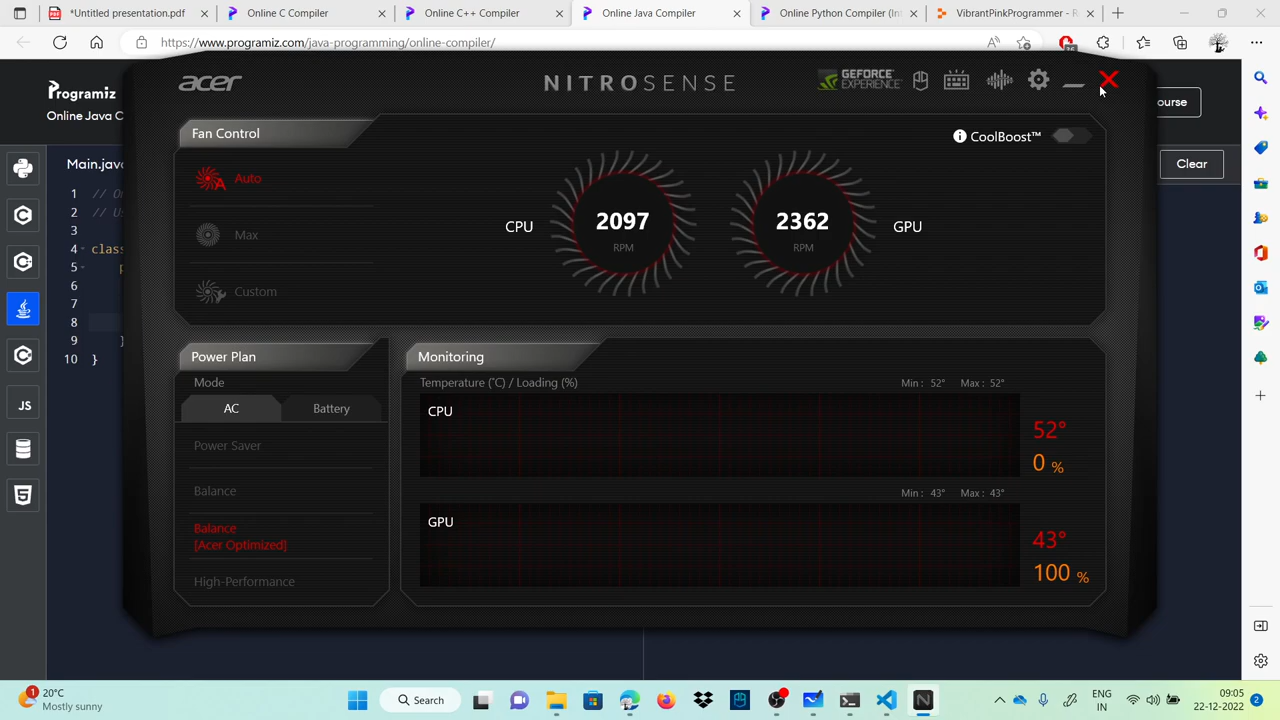 *Untitled presentation.pdf
Online C Compiler
Online C++ Compiler
Online Java Compiler
Online Python Compiler (In
VibrantPinkProgrammer - R
https://www.programiz.com/java-programming/online-compiler/
26
Programiz
Online Java C
ourse
acer
NITROSENSE
GEFORCE
EXPERIENCE
Fan Control
CoolBoost™
Main.java
Clear
Auto
Max
Custom
CPU
2097
RPM
2362
RPM
GPU
1
2
3
4
5
6
7
8
9
10
// O
// U
class
p
}
}
JS
Power Plan
Mode
AC
Battery
Power Saver
Balance
Balance
[Acer Optimized]
High-Performance
Monitoring
Temperature (°C) / Loading (%)
Min : 52° Max : 52°
CPU
52°
0 %
Min : 43° Max : 43°
GPU
43°
100 %
1
20°C
Mostly sunny
Search
N
ENG
IN
09:05
22-12-2022
2